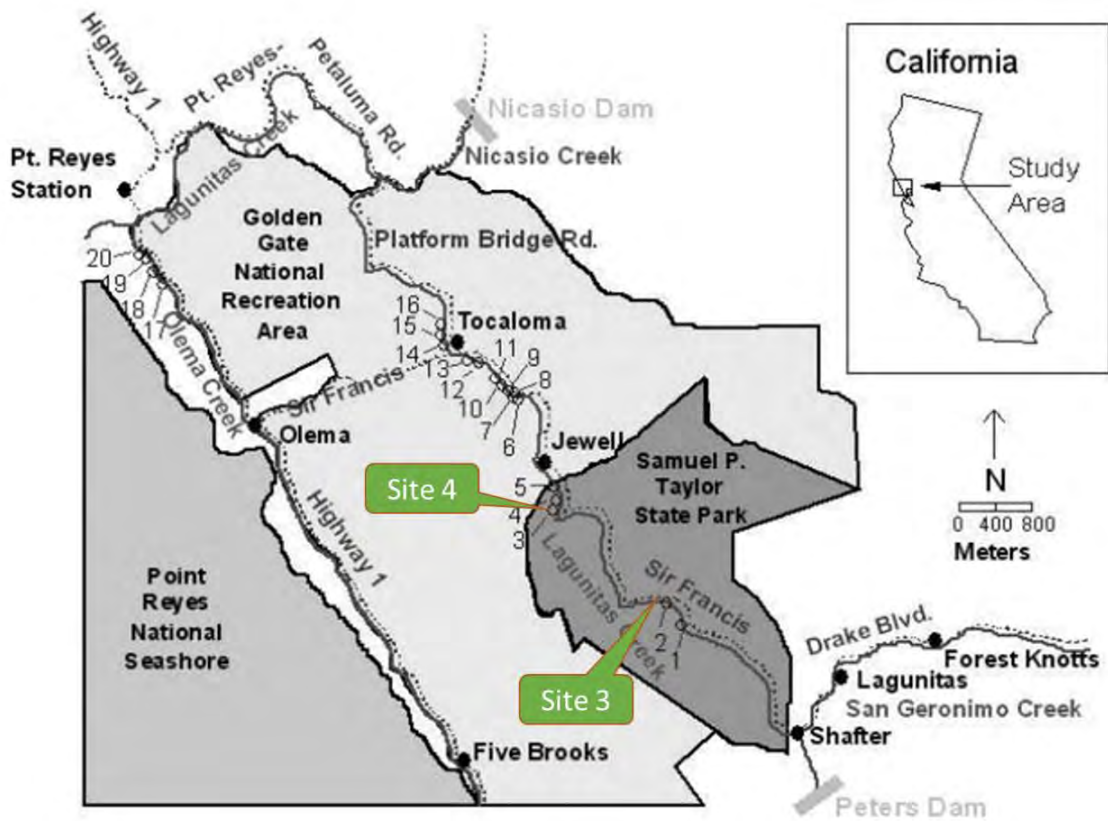 Highway 1
Pt. Reyes-
Petaluma Rd.
Nicasio Dam
Nicasio Creek
Pt. Reyes
Station
Lagunitas Creek
Golden
Gate
National
Recreation
Area
Platform Bridge Rd.
20
19
18
17
Olema Creek
16
15
14
Tocaloma
13
12
11
10
9
8
7
6
Sir Francis
Olema
Jewell
Site 4
5
4
3
Samuel P.
Taylor
State Park
Highway 1
Lagunitas Creek
Sir Francis
2
1
Site 3
Point
Reyes
National
Seashore
Five Brooks
Drake Blvd.
Forest Knotts
Lagunitas
San Geronimo Creek
Shafter
Peters Dam
California
Study
Area
N
0 400 800
Meters